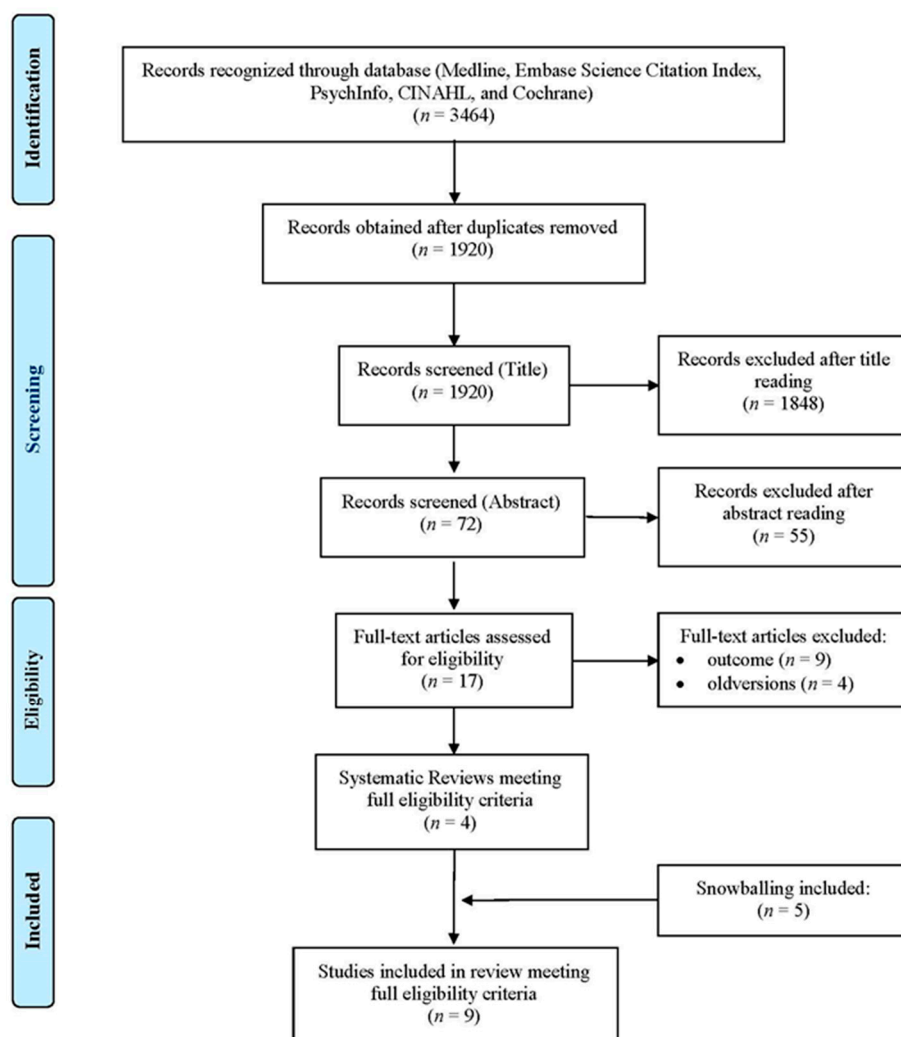 Identification
Records recognized through database (Medline, Embase Science Citation Index,
PsychInfo, CINAHL, and Cochrane)
(n = 3464)
Records obtained after duplicates removed
(n = 1920)
Screening
Records screened (Title)
(n = 1920)
Records excluded after title
reading
(n = 1848)
Records screened (Abstract)
(n = 72)
Records excluded after
abstract reading
(n = 55)
Eligibility
Full-text articles assessed
for eligibility
(n = 17)
Full-text articles excluded:
• outcome (n = 9)
• oldversions (n = 4)
Systematic Reviews meeting
full eligibility criteria
(n = 4)
Included
Snowballing included:
(n = 5)
Studies included in review meeting
full eligibility criteria
(n = 9)